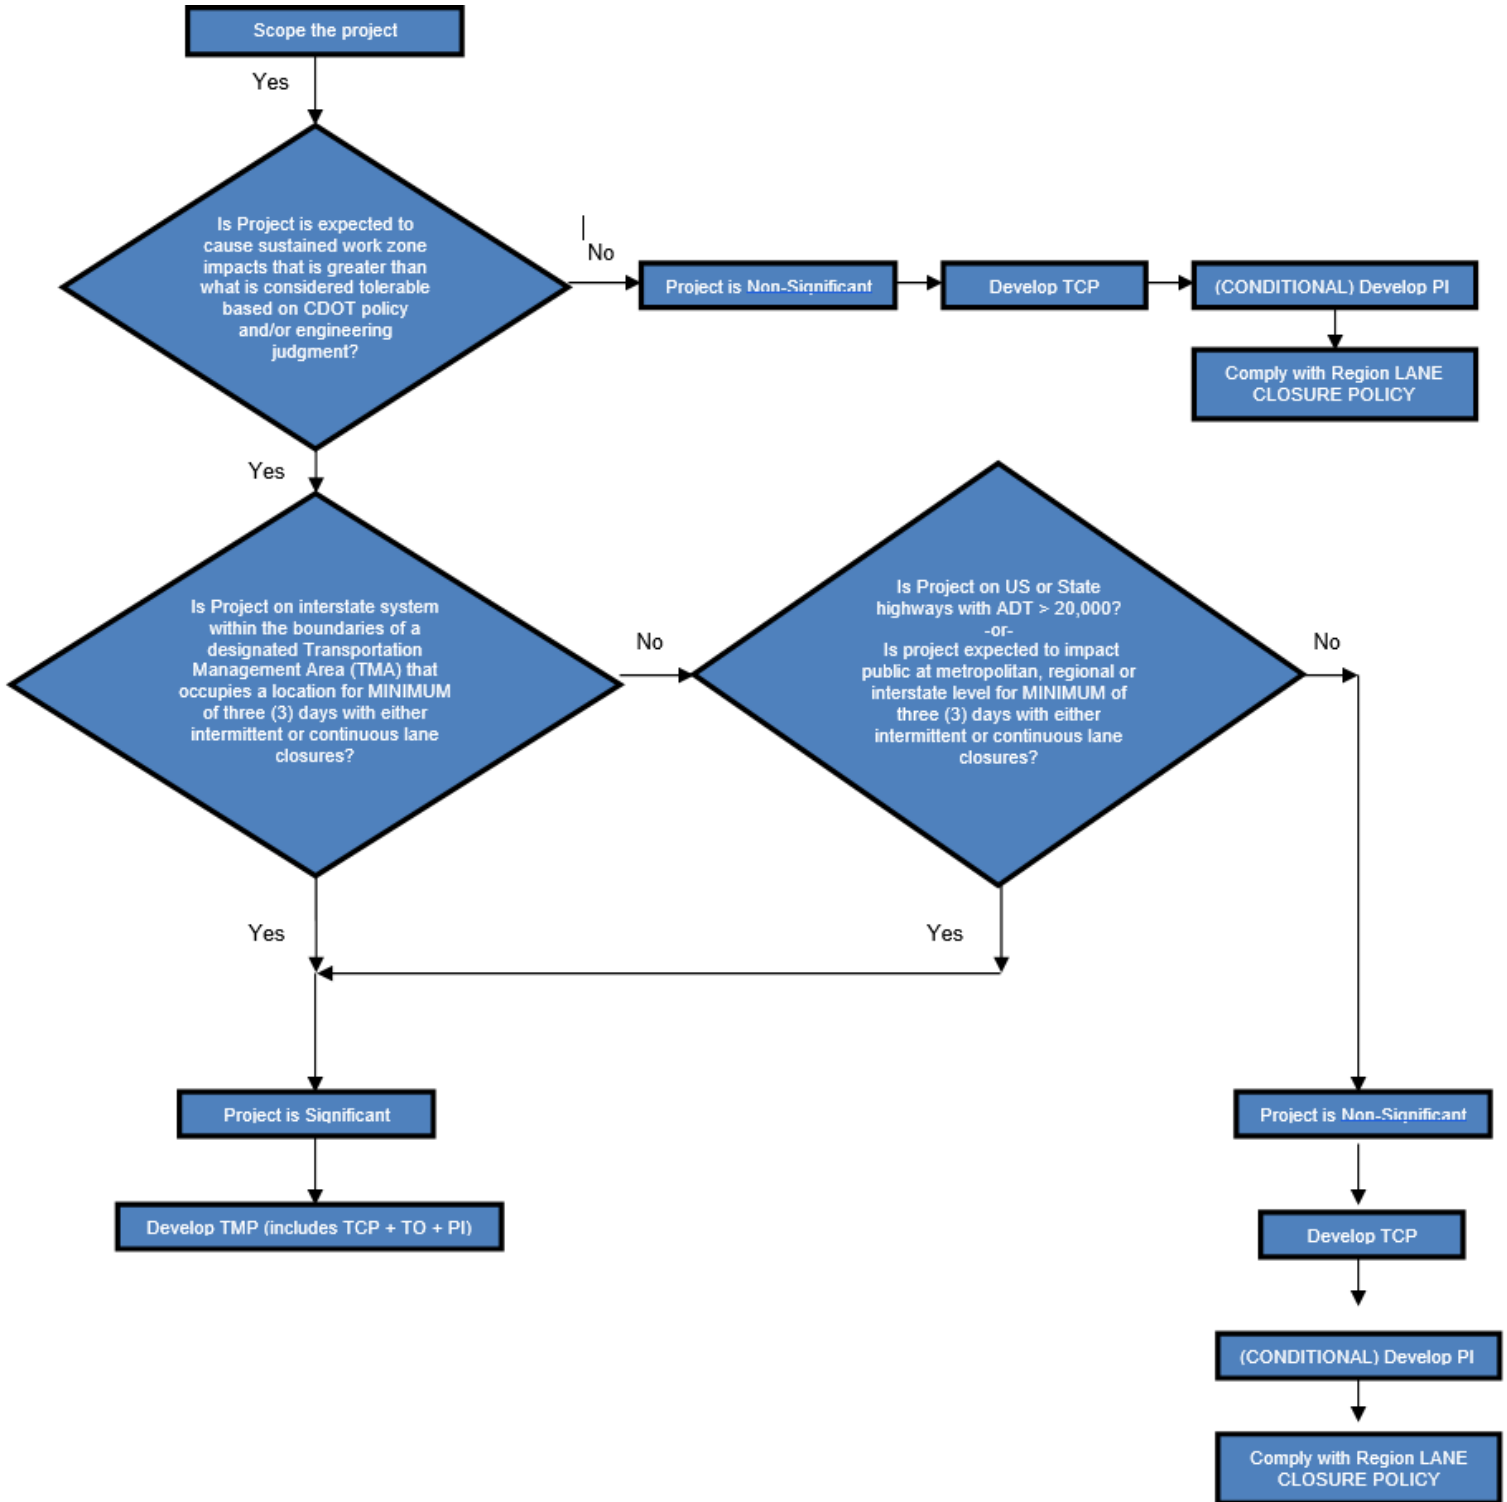 Scope the project
Yes
Is Project is expected to
cause sustained work zone
impacts that is greater than
what is considered tolerable
based on CDOT policy
and/or engineering
judgment?
No
Project is Non-Significant
Develop TCP
(CONDITIONAL) Develop PI
Comply with Region LANE
CLOSURE POLICY
Yes
Is Project on interstate system
within the boundaries of a
designated Transportation
Management Area (TMA) that
occupies a location for MINIMUM
of three (3) days with either
intermittent or continuous lane
closures?
No
Is Project on US or State
highways with ADT > 20,000?
-or-
Is project expected to impact
public at metropolitan, regional or
interstate level for MINIMUM of
three (3) days with either
intermittent or continuous lane
closures?
No
Yes
Yes
Project is Significant
Develop TMP (includes TCP + TO + PI)
Project is Non-Significant
Develop TCP
(CONDITIONAL) Develop PI
Comply with Region LANE
CLOSURE POLICY